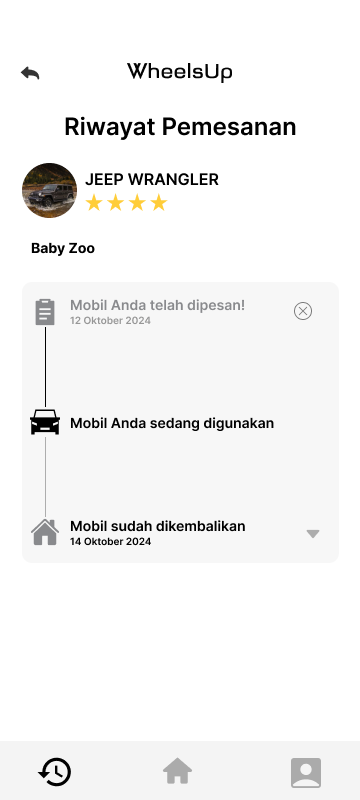 WheelsUp
Riwayat Pemesanan
JEEP WRANGLER
Baby Zoo
Mobil Anda telah dipesan!
12 Oktober 2024
Mobil Anda sedang digunakan
Mobil sudah dikembalikan
14 Oktober 2024